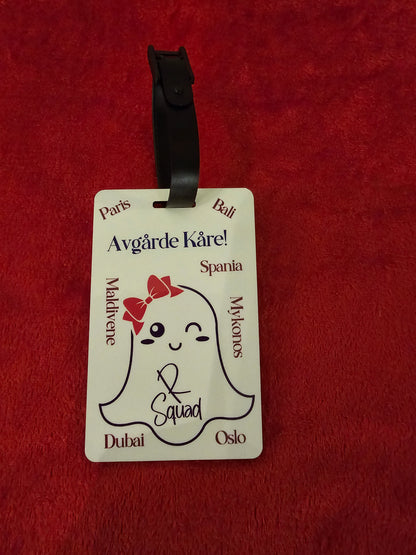 Paris
Bali
Avgårde Kåre!
Spania
Maldivene
Mykonos
R
Squad
Dubai
Oslo